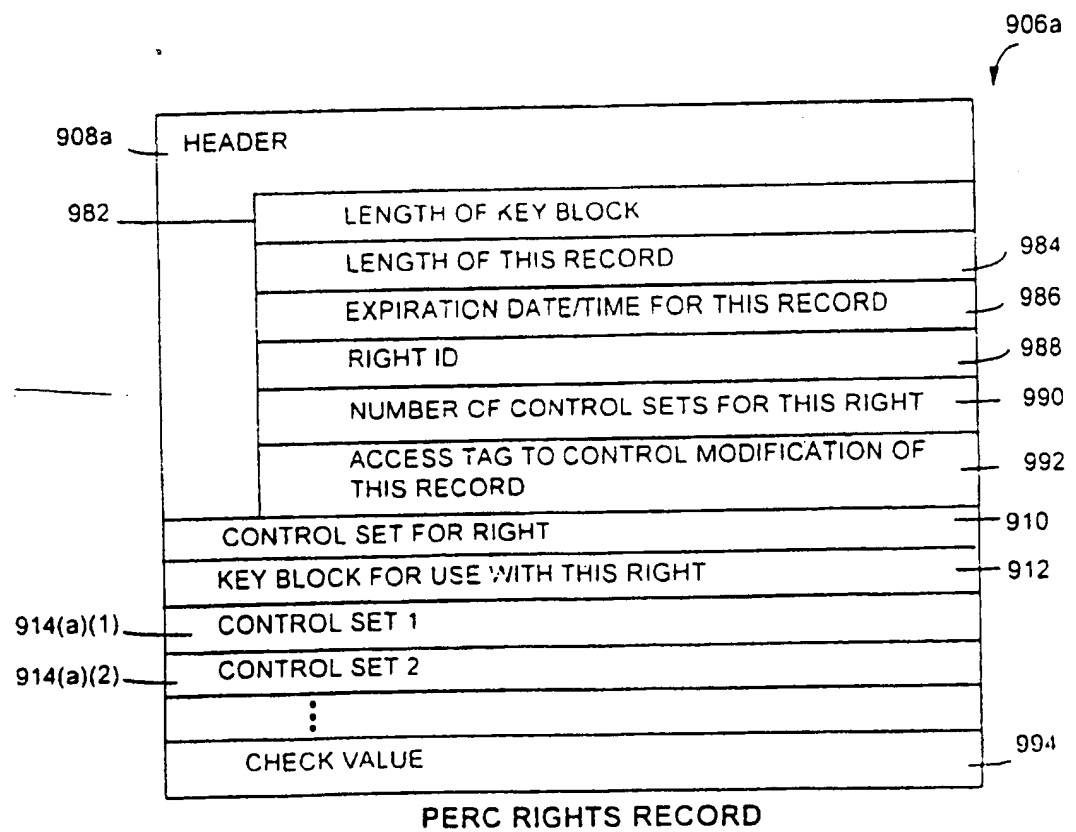 906a
908a HEADER
982 LENGTH OF KEY BLOCK
LENGTH OF THIS RECORD 984
EXPIRATION DATE/TIME FOR THIS RECORD 986
RIGHT ID 988
NUMBER OF CONTROL SETS FOR THIS RIGHT 990
ACCESS TAG TO CONTROL MODIFICATION OF 992
THIS RECORD
CONTROL SET FOR RIGHT 910
KEY BLOCK FOR USE WITH THIS RIGHT 912
914(a)(1) CONTROL SET 1
914(a)(2) CONTROL SET 2
⋮
CHECK VALUE 994
PERC RIGHTS RECORD